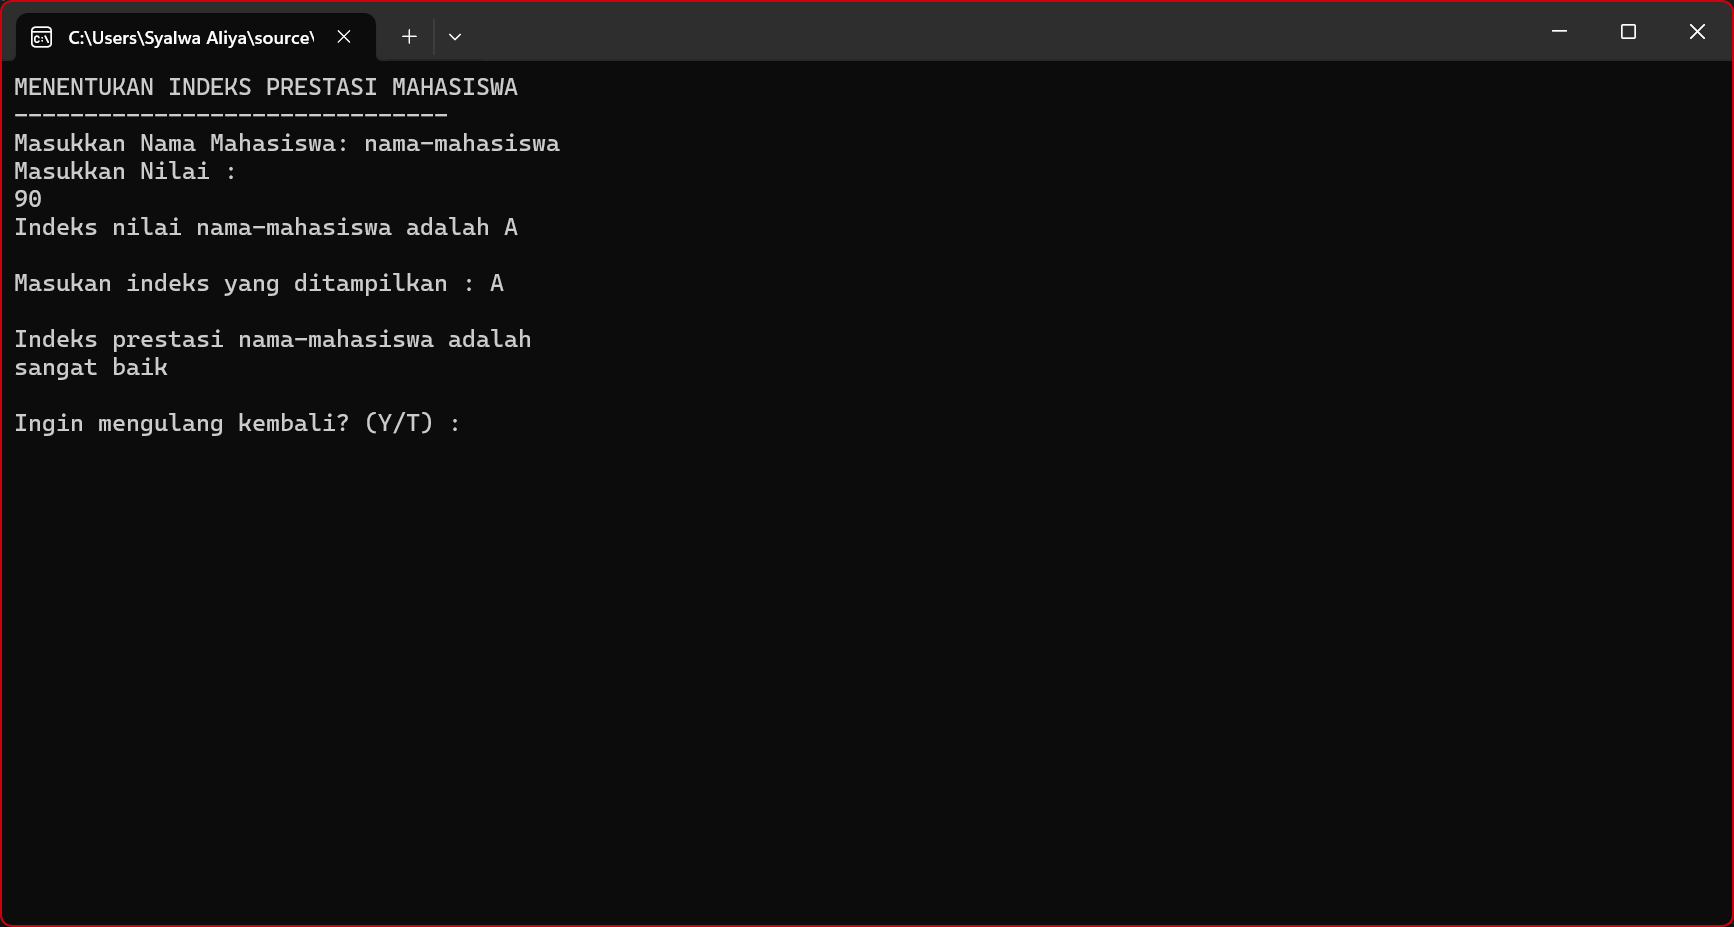 C:\Users\Syalwa Aliya\source\
MENENTUKAN INDEKS PRESTASI MAHASISWA
-------------------------------
Masukkan Nama Mahasiswa: nama-mahasiswa
Masukkan Nilai :
90
Indeks nilai nama-mahasiswa adalah A
Masukan indeks yang ditampilkan : A
Indeks prestasi nama-mahasiswa adalah
sangat baik
Ingin mengulang kembali? (Y/T) :